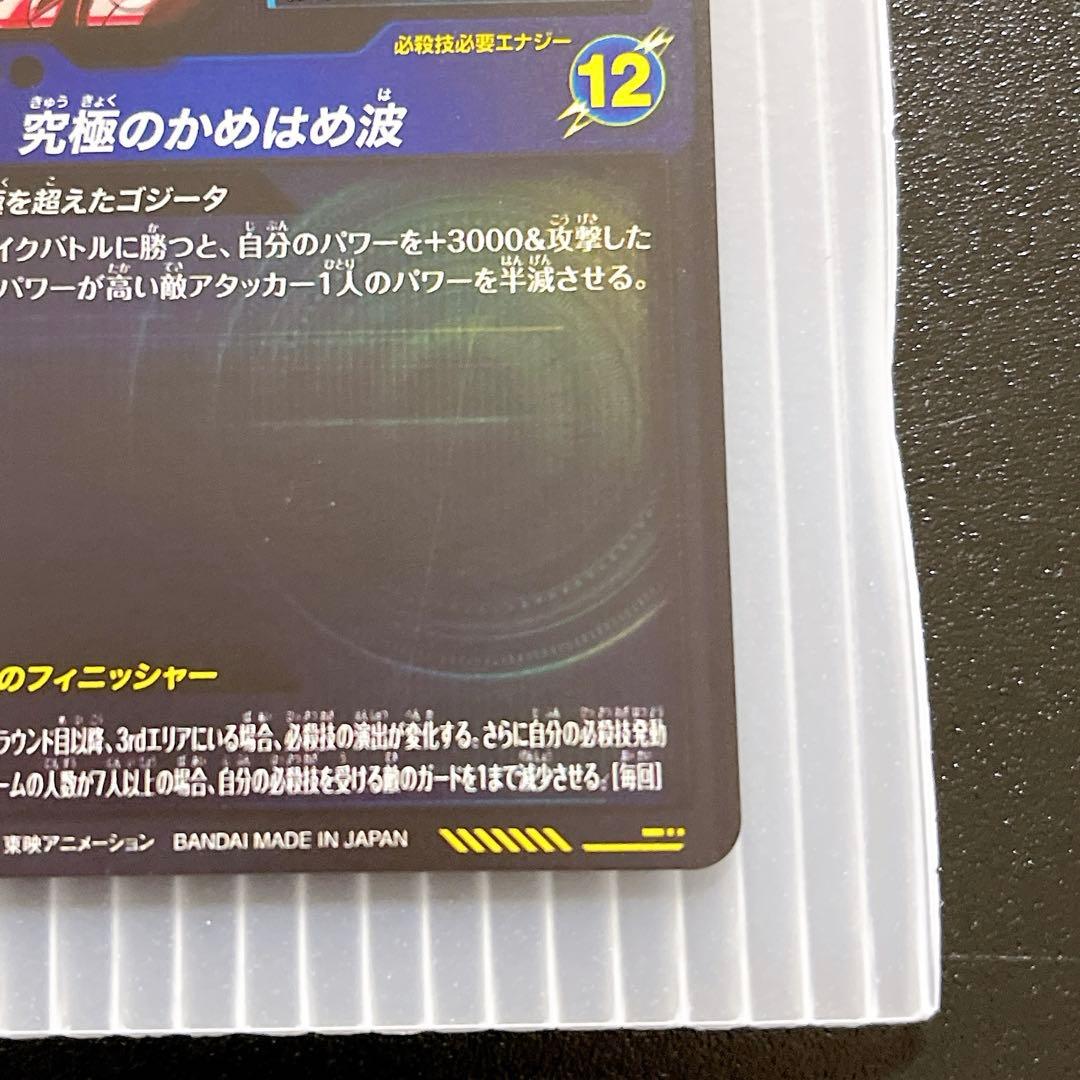 必殺技必要エナジー
12
きゅう きょく は
究極のかめはめ波
を超えたゴジータ
イクバトルに勝つと、自分のパワーを+3000&攻撃した
パワーが高い敵アタッカー1人のパワーを半減させる。
のフィニッシャー
ラウンド目以降、3rdエリアにいる場合、必殺技の演出が変化する。さらに自分の必殺技発動
ームの人数が7人以上の場合、自分の必殺技を受ける敵のガードを1まで減少させる。[毎回]
東映アニメーション BANDAI MADE IN JAPAN